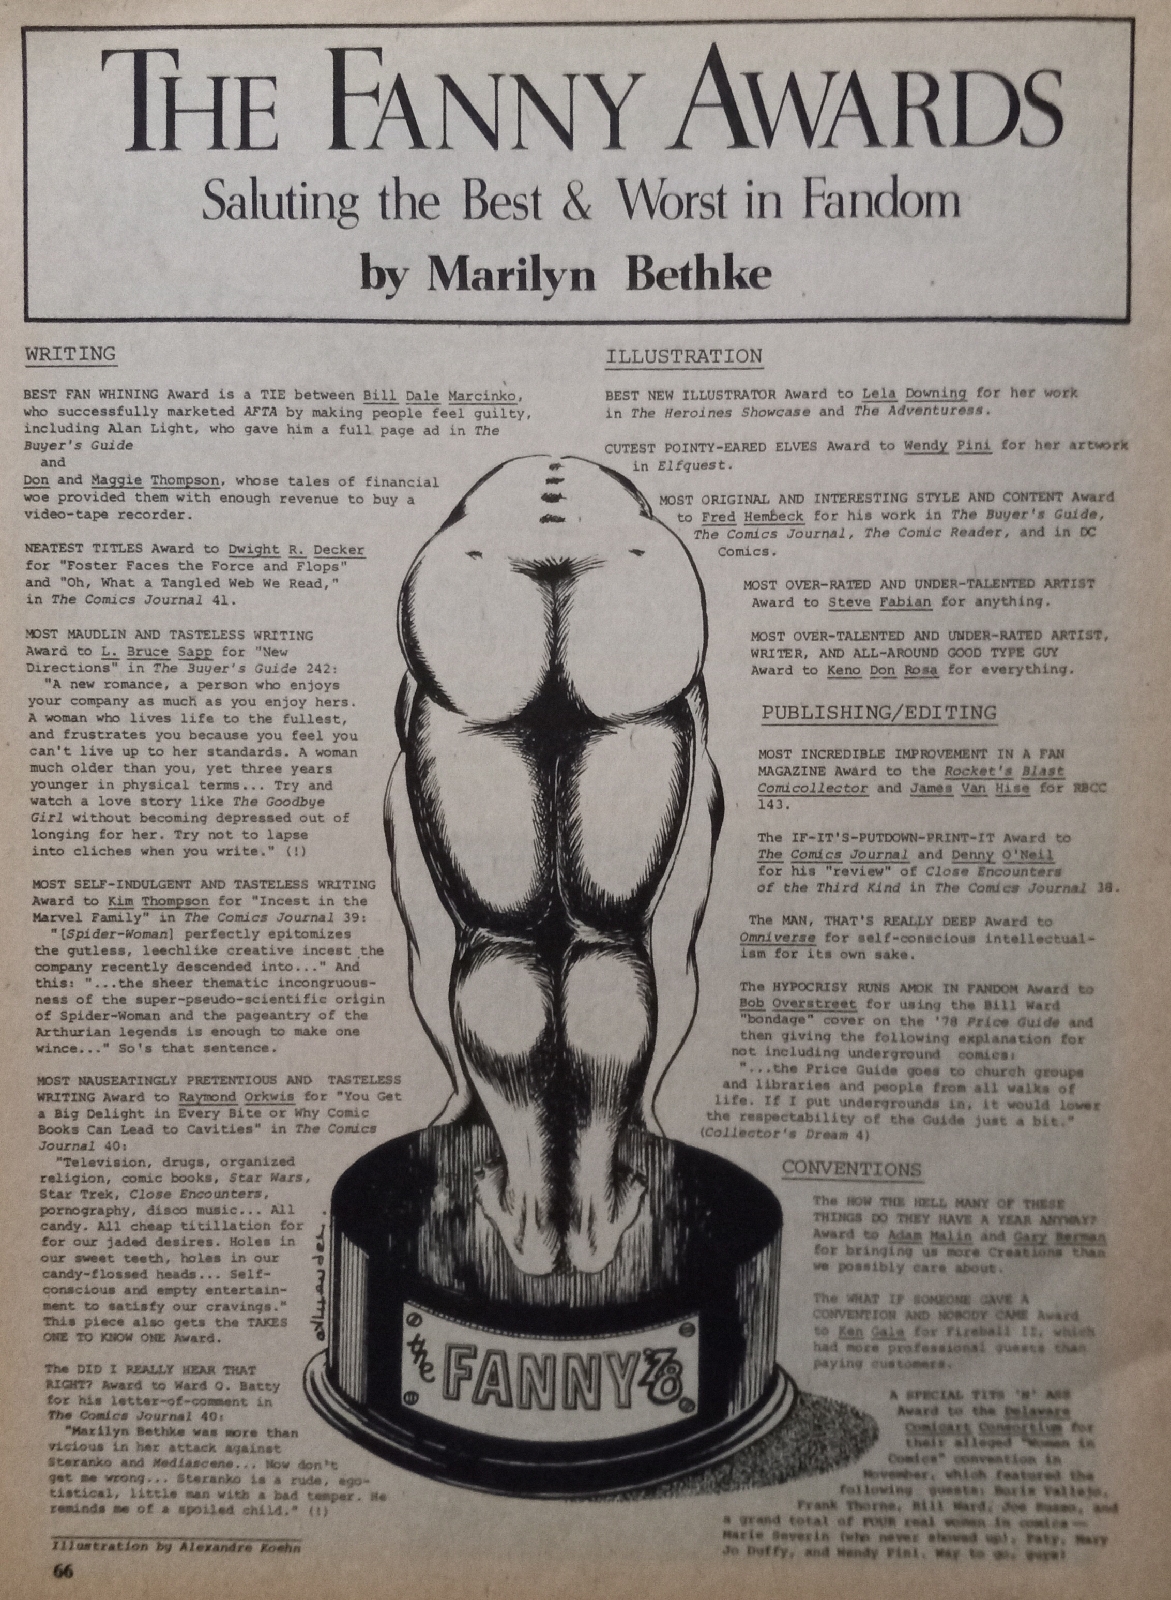 THE FANNY AWARDS
Saluting the Best & Worst in Fandom
by Marilyn Bethke
WRITING
BEST FAN WHINING Award is a TIE between Bill Dale Marcinko,
who successfully marketed AFTA by making people feel guilty,
including Alan Light, who gave him a full page ad in The
Buyer's Guide
and
Don and Maggie Thompson, whose tales of financial
woe provided them with enough revenue to buy a
video-tape recorder.
NEATEST TITLES Award to Dwight R. Decker
for "Foster Faces the Force and Flops"
and "Oh, What a Tangled Web We Read,"
in The Comics Journal 41.
MOST MAUDLIN AND TASTELESS WRITING
Award to L. Bruce Sapp for "New
Directions" in The Buyer's Guide 242:
"A new romance, a person who enjoys
your company as much as you enjoy hers.
A woman who lives life to the fullest,
and frustrates you because you feel you
can't live up to her standards. A woman
much older than you, yet three years
younger in physical terms... Try and
watch a love story like The Goodbye
Girl without becoming depressed out of
longing for her. Try not to lapse
into cliches when you write." (!)
MOST SELF-INDULGENT AND TASTELESS WRITING
Award to Kim Thompson for "Incest in the
Marvel Family" in The Comics Journal 39:
"[Spider-Woman] perfectly epitomizes
the gutless, leechlike creative incest the
company recently descended into..." And
this: "...the sheer thematic incongruous-
ness of the super-pseudo-scientific origin
of Spider-Woman and the pageantry of the
Arthurian legends is enough to make one
wince..." So's that sentence.
MOST NAUSEATINGLY PRETENTIOUS AND TASTELESS
WRITING Award to Raymond Orkwis for "You Get
a Big Delight in Every Bite or Why Comic
Books Can Lead to Cavities" in The Comics
Journal 40:
"Television, drugs, organized
religion, comic books, Star Wars,
Star Trek, Close Encounters,
pornography, disco music... All
candy. All cheap titillation for
for our jaded desires. Holes in
our sweet teeth, holes in our
candy-flossed heads... Self-
conscious and empty entertain-
ment to satisfy our cravings."
This piece also gets the TAKES
ONE TO KNOW ONE Award.
The DID I REALLY HEAR THAT
RIGHT? Award to Ward O. Batty
for his letter-of-comment in
The Comics Journal 40:
"Marilyn Bethke was more than
vicious in her attack against
Steranko and Mediascene... Now don't
get me wrong... Steranko is a rude, ego-
tistical, little man with a bad temper. He
reminds me of a spoiled child." (!)
Illustration by Alexandre Koehn
66
ILLUSTRATION
BEST NEW ILLUSTRATOR Award to Lela Downing for her work
in The Heroines Showcase and The Adventuress.
CUTEST POINTY-EARED ELVES Award to Wendy Pini for her artwork
in Elfquest.
MOST ORIGINAL AND INTERESTING STYLE AND CONTENT Award
to Fred Hembeck for his work in The Buyer's Guide,
The Comics Journal, The Comic Reader, and in DC
Comics.
MOST OVER-RATED AND UNDER-TALENTED ARTIST
Award to Steve Fabian for anything.
MOST OVER-TALENTED AND UNDER-RATED ARTIST,
WRITER, AND ALL-AROUND GOOD TYPE GUY
Award to Keno Don Rosa for everything.
PUBLISHING/EDITING
MOST INCREDIBLE IMPROVEMENT IN A FAN
MAGAZINE Award to the Rocket's Blast
Comicollector and James Van Hise for RBCC
143.
The IF-IT'S-PUTDOWN-PRINT-IT Award to
The Comics Journal and Denny O'Neil
for his "review" of Close Encounters
of the Third Kind in The Comics Journal 38.
The MAN, THAT'S REALLY DEEP Award to
Omniverse for self-conscious intellectual-
ism for its own sake.
The HYPOCRISY RUNS AMOK IN FANDOM Award to
Bob Overstreet for using the Bill Ward
"bondage" cover on the '78 Price Guide and
then giving the following explanation for
not including underground comics:
"...the Price Guide goes to church groups
and libraries and people from all walks of
life. If I put undergrounds in, it would lower
the respectability of the Guide just a bit."
(Collector's Dream 4)
CONVENTIONS
The HOW THE HELL MANY OF THESE
THINGS DO THEY HAVE A YEAR ANYWAY?
Award to Adam Malin and Gary Berman
for bringing us more Creations than
we possibly care about.
The WHAT IF SOMEONE GAVE A
CONVENTION AND NOBODY CAME Award
to Ken Gale for Fireball II, which
had more professional guests than
paying customers.
A SPECIAL TITS 'N' ASS
Award to the Delaware
Comicart Consortium for
their alleged "Women in
Comics" convention in
November, which featured the
following guests: Boris Vallejo,
Frank Thorne, Bill Ward, Joe Russo, and
a grand total of FOUR real women in comics—
Marie Severin (who never showed up), Paty, Mary
Jo Duffy, and Wendy Pini. Way to go, guys!
alexander.
the FANNY '78